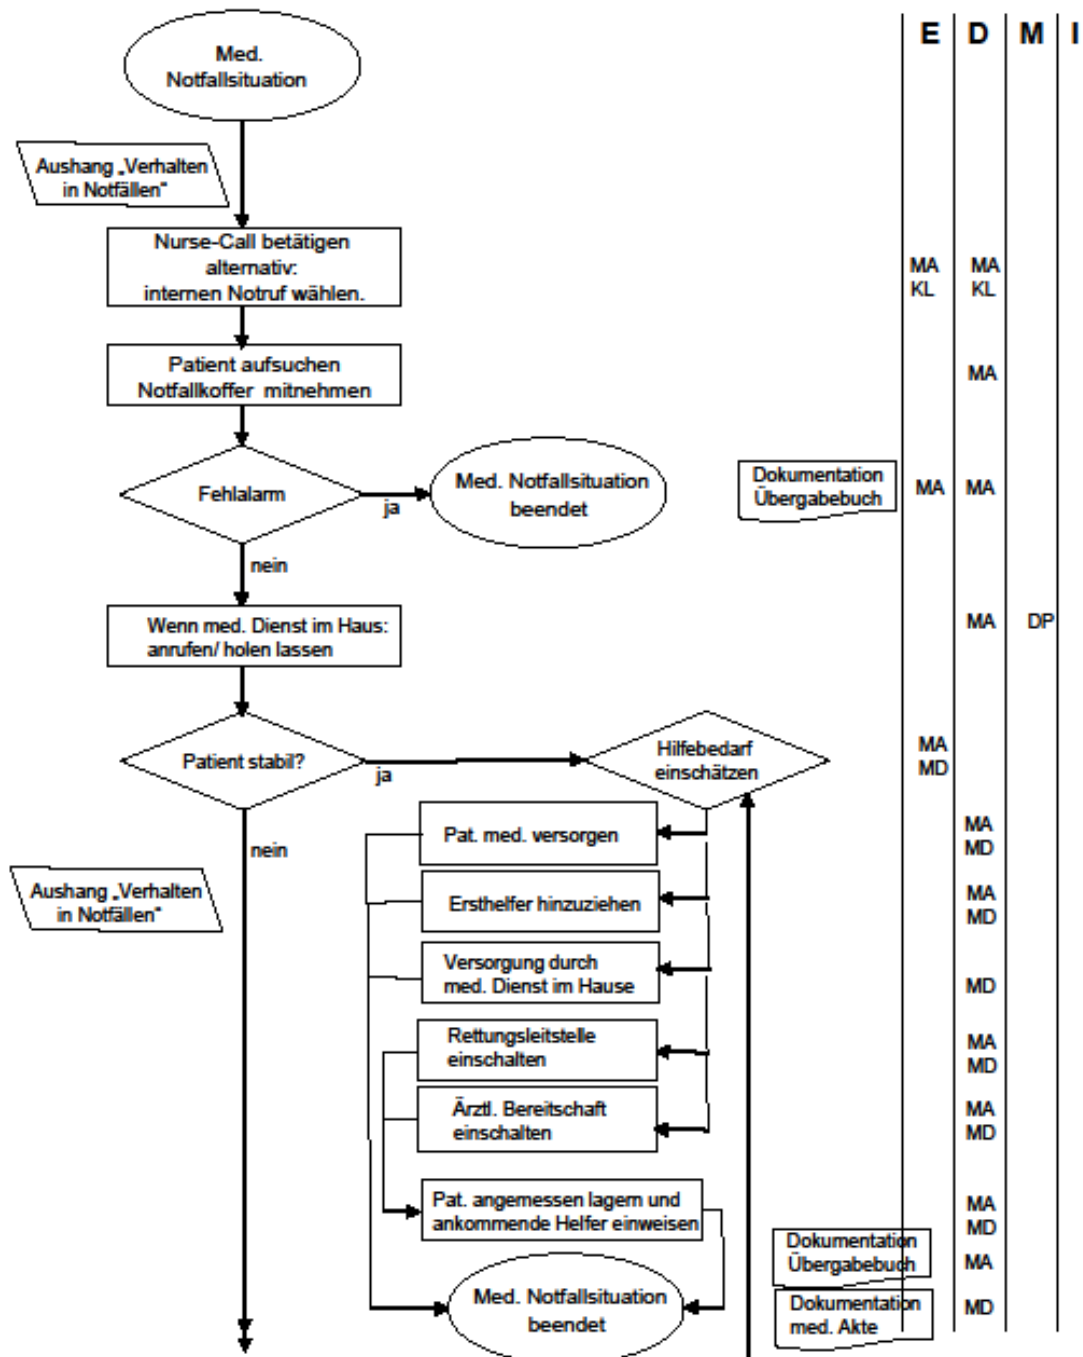 E D M I
Med.
Notfallsituation
Aushang „Verhalten
in Notfällen“
Nurse-Call betätigen
alternativ:
internen Notruf wählen.
MA MA
KL KL
Patient aufsuchen
Notfallkoffer mitnehmen
MA
Fehlalarm
ja
Med. Notfallsituation
beendet
Dokumentation
Übergabebuch
MA MA
nein
Wenn med. Dienst im Haus:
anrufen/ holen lassen
MA DP
Patient stabil?
ja
Hilfebedarf
einschätzen
MA
MD
nein
Aushang „Verhalten
in Notfällen“
Pat. med. versorgen
MA
MD
Ersthelfer hinzuziehen
MA
MD
Versorgung durch
med. Dienst im Hause
MD
Rettungsleitstelle
einschalten
MA
MD
Ärztl. Bereitschaft
einschalten
MA
MD
Pat. angemessen lagern und
ankommende Helfer einweisen
MA
MD
Dokumentation
Übergabebuch
MA
Med. Notfallsituation
beendet
Dokumentation
med. Akte
MD